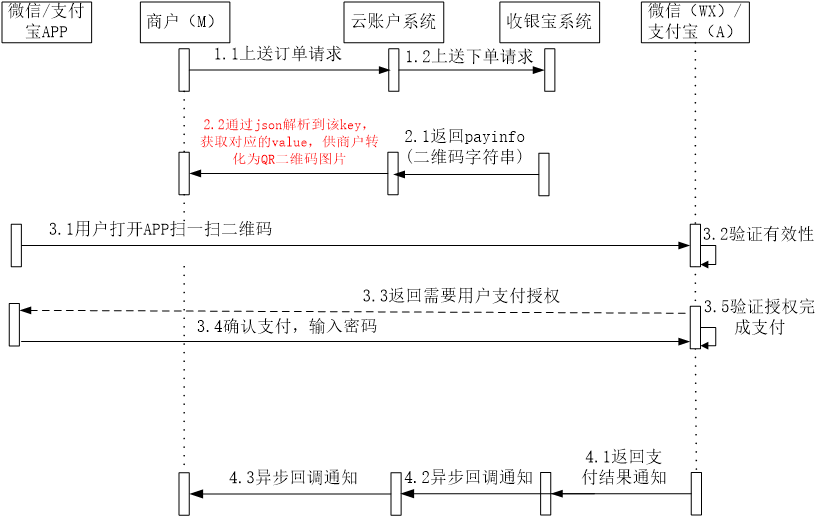 微信/支付
宝APP
商户（M）
云账户系统
收银宝系统
微信（WX）/
支付宝（A）
1.1上送订单请求
1.2上送下单请求
2.2通过json解析到该key,
获取对应的value, 供商户转
化为QR二维码图片
2.1返回payinfo
(二维码字符串)
3.1用户打开APP扫一扫二维码
3.2验证有效性
3.3返回需要用户支付授权
3.5验证授权完
成支付
3.4确认支付，输入密码
4.1返回支
付结果通知
4.3异步回调通知
4.2异步回调通知